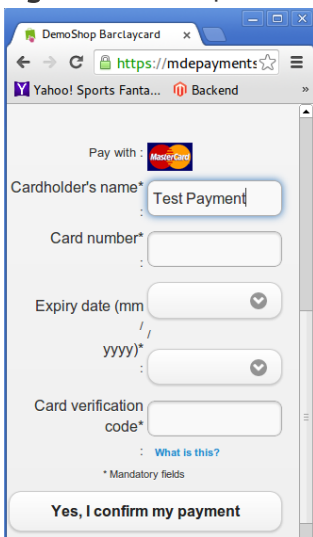 DemoShop Barclaycard
https://mdepayments
Yahoo! Sports Fanta... Backend »
Pay with : MasterCard
Cardholder's name*
: Test Payment
Card number*
:
Expiry date (mm
/ /
yyyy)*
:
Card verification
code*
: What is this?
* Mandatory fields
Yes, I confirm my payment